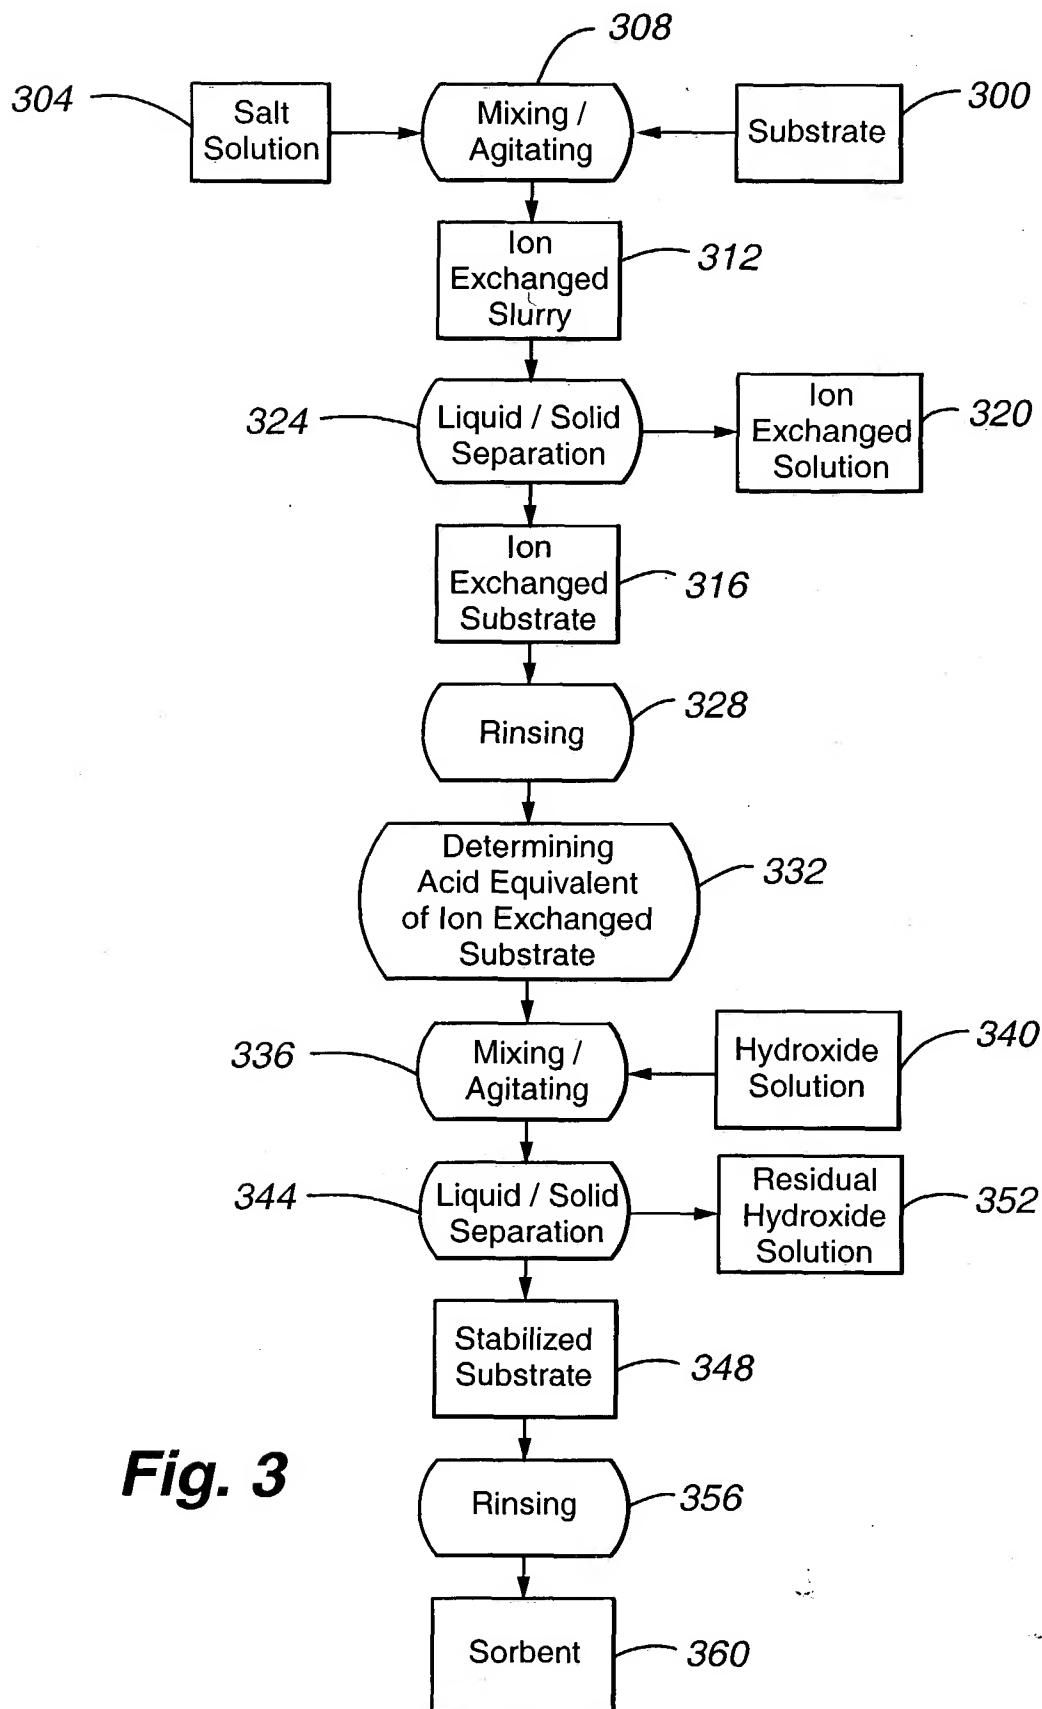 308
304
Salt
Solution
Mixing /
Agitating
Substrate
300
Ion
Exchanged
Slurry
312
324
Liquid / Solid
Separation
Ion
Exchanged
Solution
320
Ion
Exchanged
Substrate
316
Rinsing
328
Determining
Acid Equivalent
of Ion Exchanged
Substrate
332
336
Mixing /
Agitating
Hydroxide
Solution
340
344
Liquid / Solid
Separation
Residual
Hydroxide
Solution
352
Stabilized
Substrate
348
Fig. 3
Rinsing
356
Sorbent
360